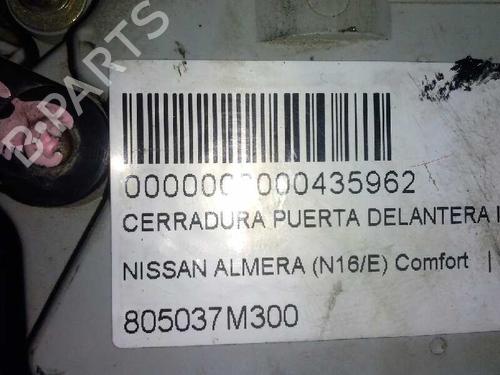 B-PARTS
0000000000435962
CERRADURA PUERTA DELANTERA
NISSAN ALMERA (N16/E) Comfort |
805037M300